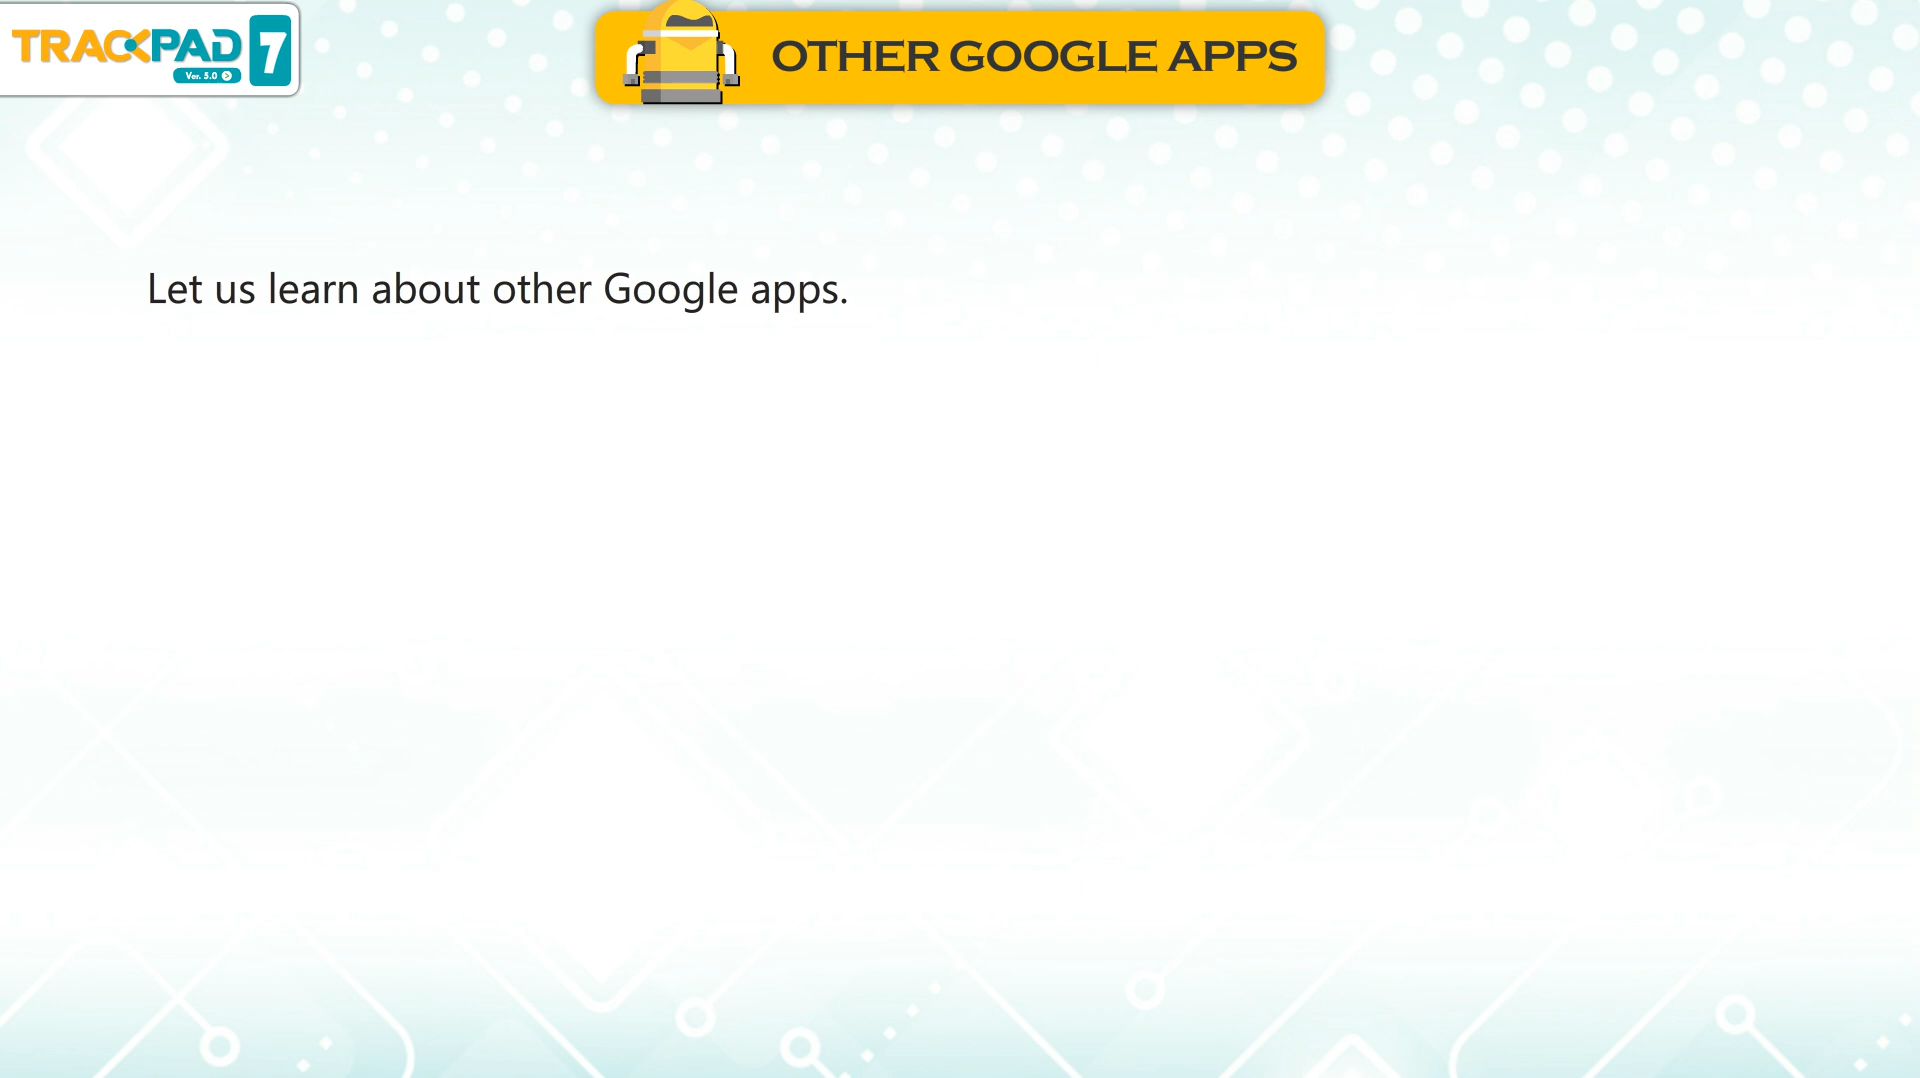 TRACKPAD
Ver. 5.0
7
OTHER GOOGLE APPS
Let us learn about other Google apps.